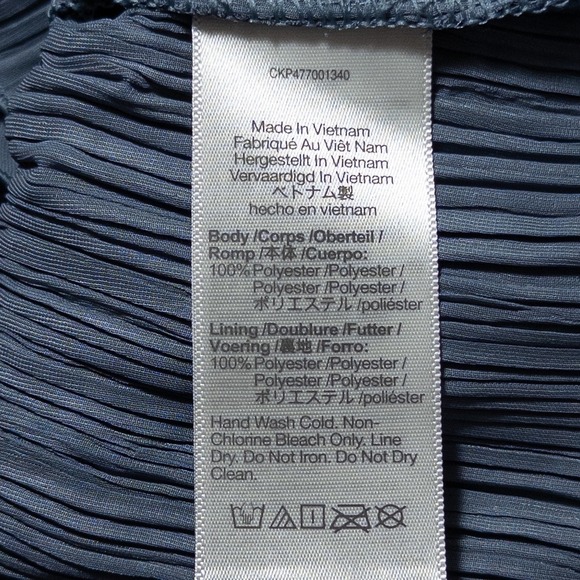 CKP477001340
Made In Vietnam
Fabriqué Au Viêt Nam
Hergestellt In Vietnam
Vervaardigd In Vietnam
ベトナム製
hecho en vietnam
Body /Corps /Oberteil /
Romp /本体 /Cuerpo:
100% Polyester /Polyester /
Polyester /Polyester /
ポリエステル /poliéster
Lining /Doublure /Futter /
Voering /裏地 /Forro:
100% Polyester /Polyester /
Polyester /Polyester /
ポリエステル /poliéster
Hand Wash Cold. Non-
Chlorine Bleach Only. Line
Dry. Do Not Iron. Do Not Dry
Clean.